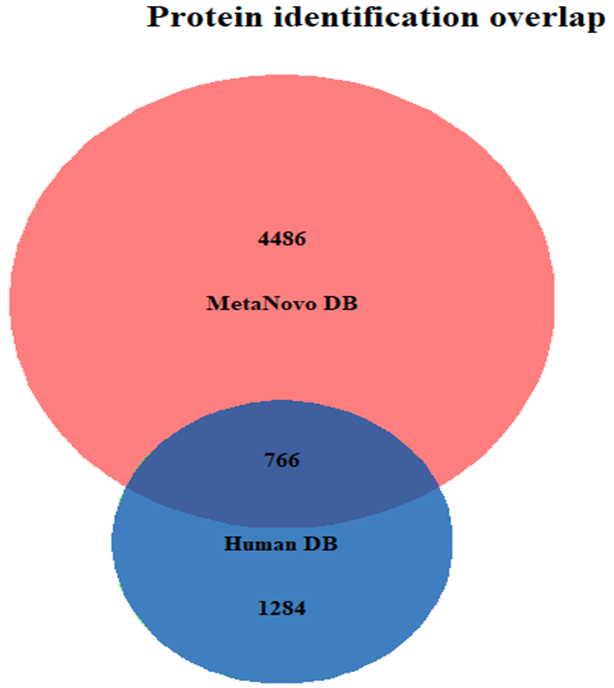 Protein identification overlap
4486
MetaNovo DB
766
Human DB
1284